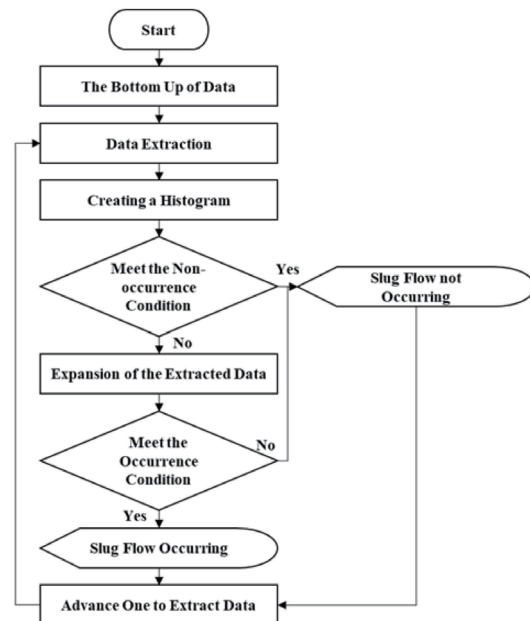 Start
The Bottom Up of Data
Data Extraction
Creating a Histogram
Meet the Non-
occurrence
Condition
Yes
Slug Flow not
Occurring
No
Expansion of the Extracted Data
Meet the
Occurrence
Condition
No
Yes
Slug Flow Occurring
Advance One to Extract Data